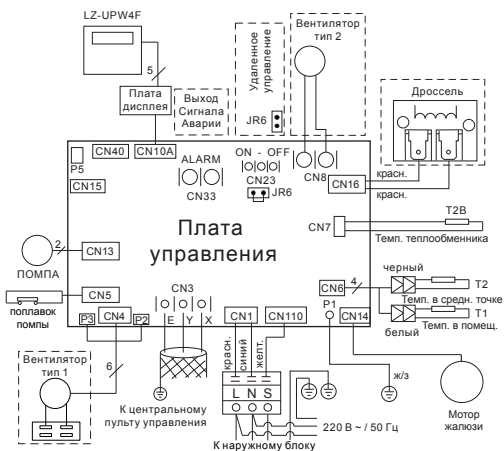 LZ-UPW4F
5
Плата
дисплея
Выход
Сигнала
Аварии
Удаленное
управление
JR6
Вентилятор
тип 2
Дроссель
красн.
красн.
P5
CN40
CN10A
CN15
ALARM
CN33
ON - OFF
CN23
JR6
CN8
CN16
CN7
T2B
Темп. теплообменника
Плата
управления
2
CN13
ПОМПА
CN5
поплавок
помпы
P3
CN4
P2
CN3
E
Y
X
CN1
CN110
CN6
4
P1
CN14
черный
T2
Темп. в средн. точке
T1
белый
Темп. в помещ.
Вентилятор
тип 1
6
К центральному
пульту управления
красн.
синий
желт.
L N S
220 В ~ / 50 Гц
К наружному блоку
ж/з
Мотор
жалюзи